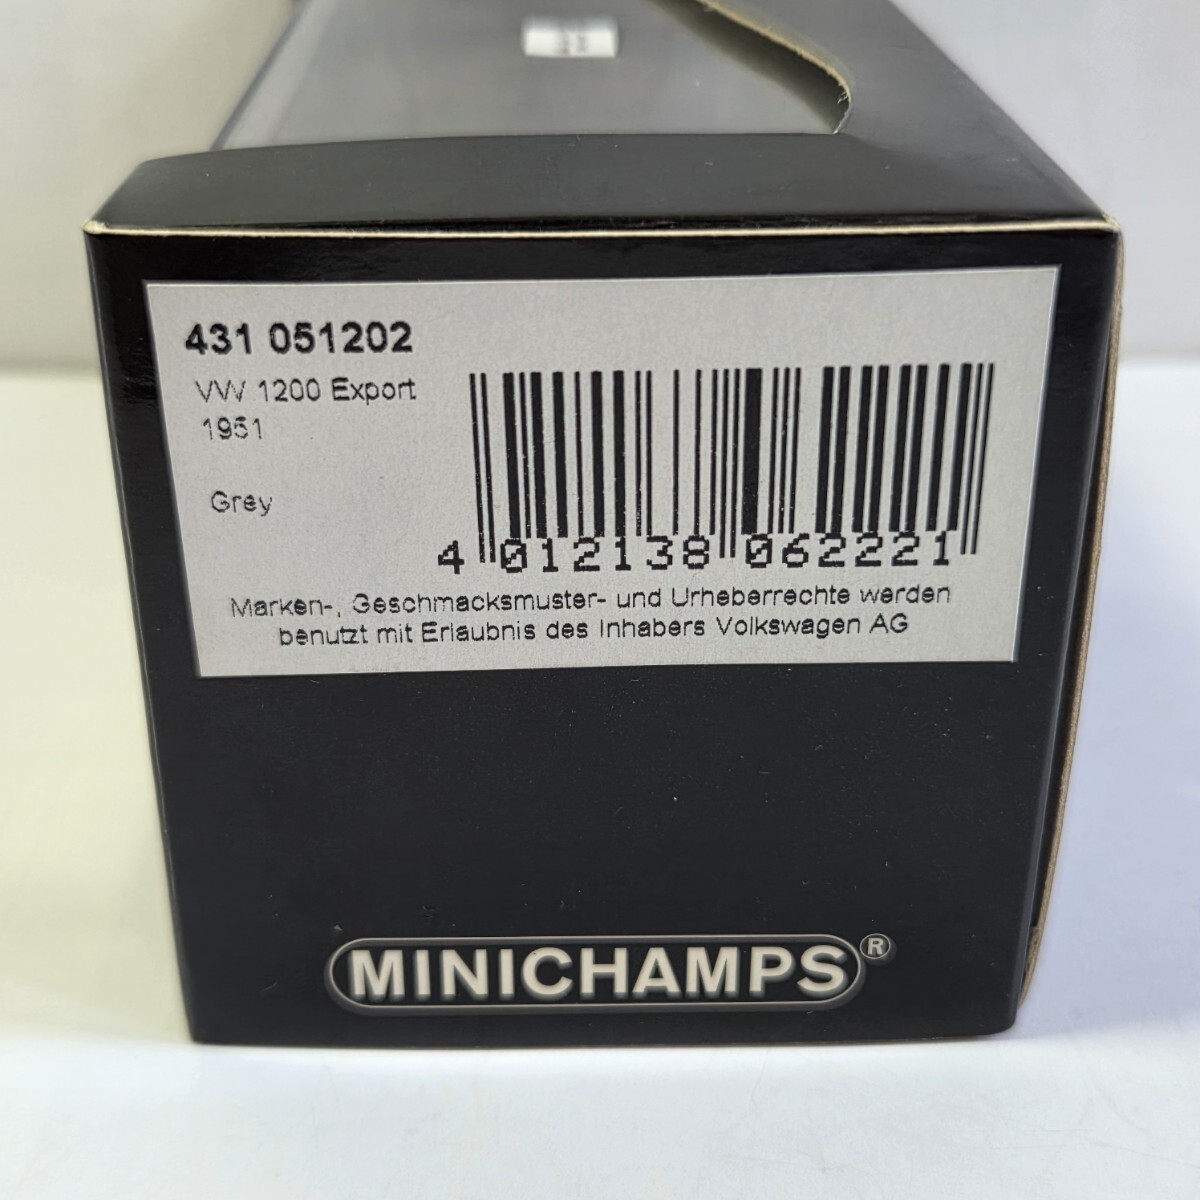 431 051202
VW 1200 Export
1951
Grey
4 012138 062221
Marken-, Geschmacksmuster- und Urheberrechte werden
benutzt mit Erlaubnis des Inhabers Volkswagen AG
MINICHAMPS®